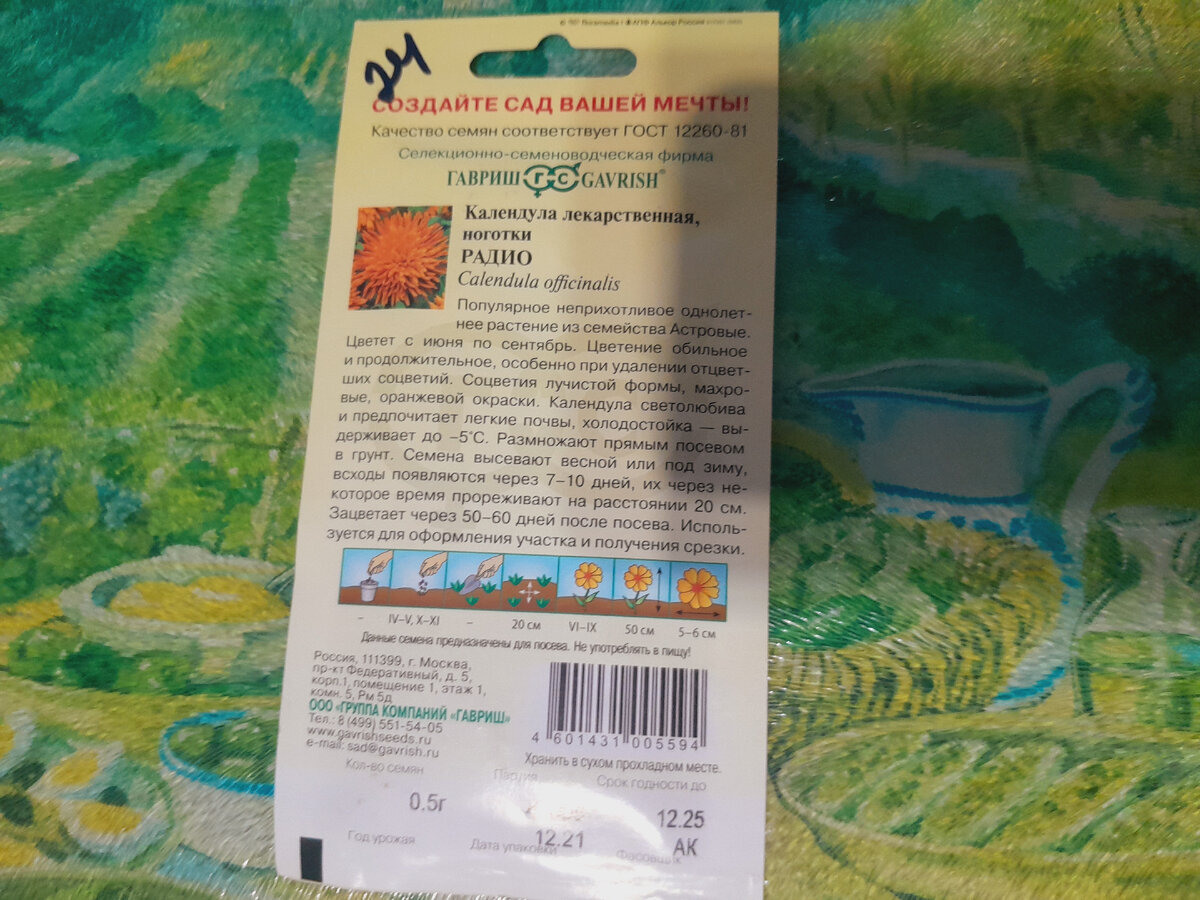 24
СОЗДАЙТЕ САД ВАШЕЙ МЕЧТЫ!
Качество семян соответствует ГОСТ 12260-81
Селекционно-семеноводческая фирма
ГАВРИШ ГС GAVRISH®
Календула лекарственная,
ноготки
РАДИО
Calendula officinalis
Популярное неприхотливое однолет-
нее растение из семейства Астровые.
Цветет с июня по сентябрь. Цветение обильное
и продолжительное, особенно при удалении отцвет-
ших соцветий. Соцветия лучистой формы, махро-
вые, оранжевой окраски. Календула светолюбива
и предпочитает легкие почвы, холодостойка — вы-
держивает до –5°С. Размножают прямым посевом
в грунт. Семена высевают весной или под зиму,
всходы появляются через 7–10 дней, их через не-
которое время прореживают на расстоянии 20 см.
Зацветает через 50–60 дней после посева. Исполь-
зуется для оформления участка и получения срезки.
– IV–V, X–XI – 20 см VI–IX 50 см 5–6 см
Данные семена предназначены для посева. Не употреблять в пищу!
Россия, 111399, г. Москва,
пр-кт Федеративный, д. 5,
корп.1, помещение 1, этаж 1,
комн. 5, Рм 5д
ООО «ГРУППА КОМПАНИЙ «ГАВРИШ»
Тел.: 8 (499) 551-54-05
www.gavrishseeds.ru
e-mail: sad@gavrish.ru
4 601431 005594
Хранить в сухом прохладном месте.
Кол-во семян Партия Срок годности до
0.5г 12.25
Год урожая Дата упаковки 12.21 Фасовщик АК